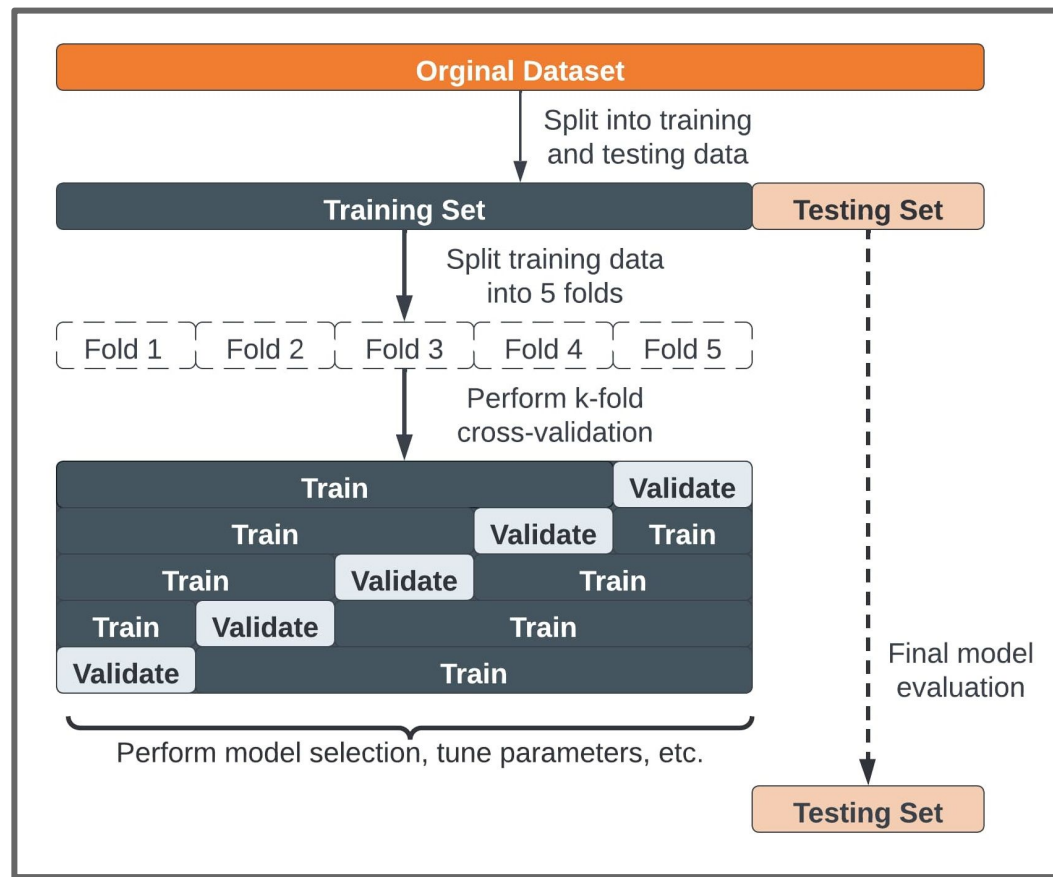 Orginal Dataset
Split into training
and testing data
Training Set
Testing Set
Split training data
into 5 folds
Fold 1
Fold 2
Fold 3
Fold 4
Fold 5
Perform k-fold
cross-validation
Train
Validate
Train
Validate
Train
Train
Validate
Train
Train
Validate
Train
Validate
Train
Final model
evaluation
Perform model selection, tune parameters, etc.
Testing Set